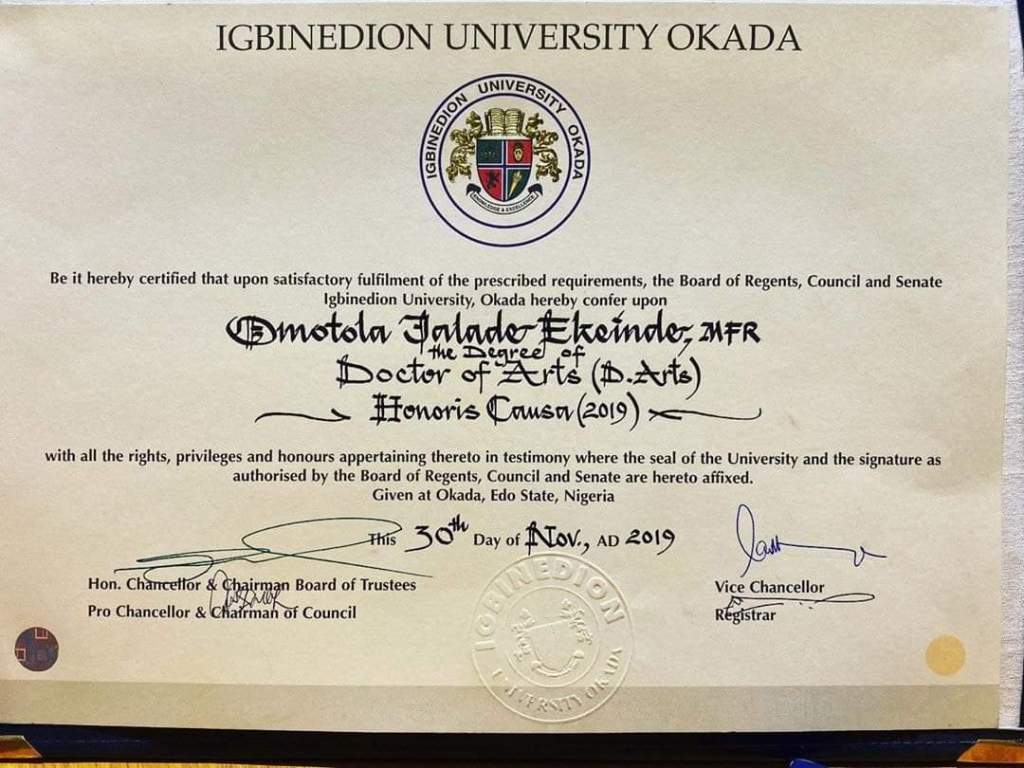 IGBINEDION UNIVERSITY OKADA
IGBINEDION UNIVERSITY OKADA
KNOWLEDGE & EXCELLENCE
Be it hereby certified that upon satisfactory fulfilment of the prescribed requirements, the Board of Regents, Council and Senate
Igbinedion University, Okada hereby confer upon
Omotola Jalade-Ekeinde, MFR
the Degree of
Doctor of Arts (D.Arts)
Honoris Causa (2019)
with all the rights, privileges and honours appertaining thereto in testimony where the seal of the University and the signature as
authorised by the Board of Regents, Council and Senate are hereto affixed.
Given at Okada, Edo State, Nigeria
This 30th Day of Nov., AD 2019
Hon. Chancellor & Chairman Board of Trustees
Vice Chancellor
Pro Chancellor & Chairman of Council
Registrar
IGBINEDION
UNIVERSITY OKADA